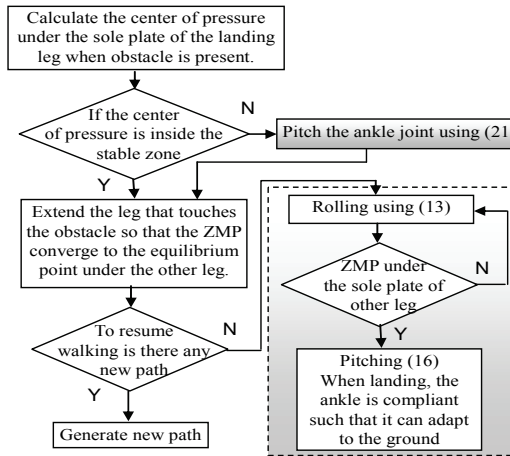 Calculate the center of pressure
under the sole plate of the landing
leg when obstacle is present.
N
If the center
of pressure is inside the
stable zone
Pitch the ankle joint using (21
Y
Extend the leg that touches
the obstacle so that the ZMP
converge to the equilibrium
point under the other leg.
Rolling using (13)
ZMP under
the sole plate of
other leg
N
Y
To resume
walking is there any
new path
N
Y
Generate new path
Pitching (16)
When landing, the
ankle is compliant
such that it can adapt
to the ground